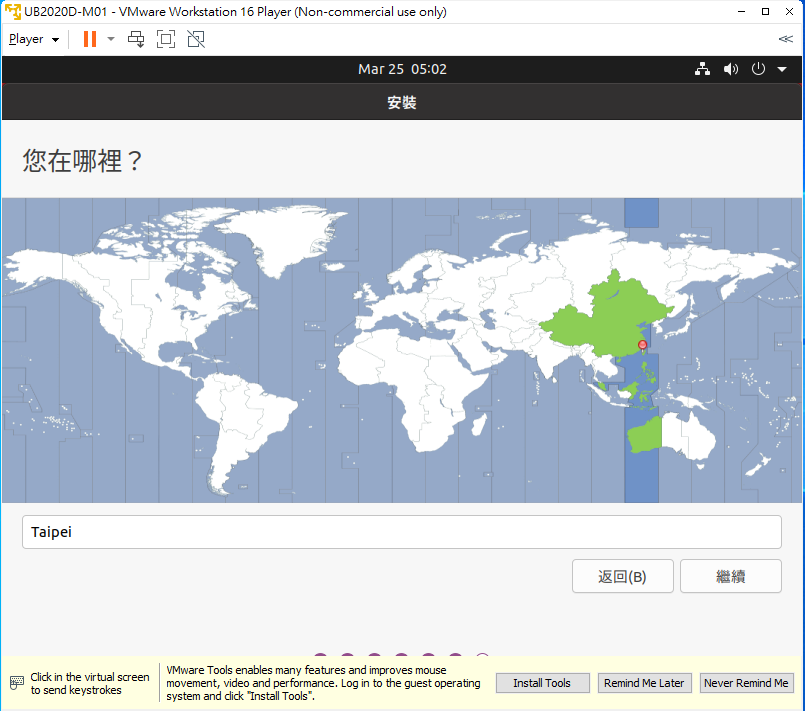 UB2020D-M01 - VMware Workstation 16 Player (Non-commercial use only)
Player
Mar 25 05:02
安裝
您在哪裡？
Taipei
返回(B)
繼續
Click in the virtual screen
to send keystrokes
VMware Tools enables many features and improves mouse
movement, video and performance. Log in to the guest operating
system and click "Install Tools".
Install Tools
Remind Me Later
Never Remind Me